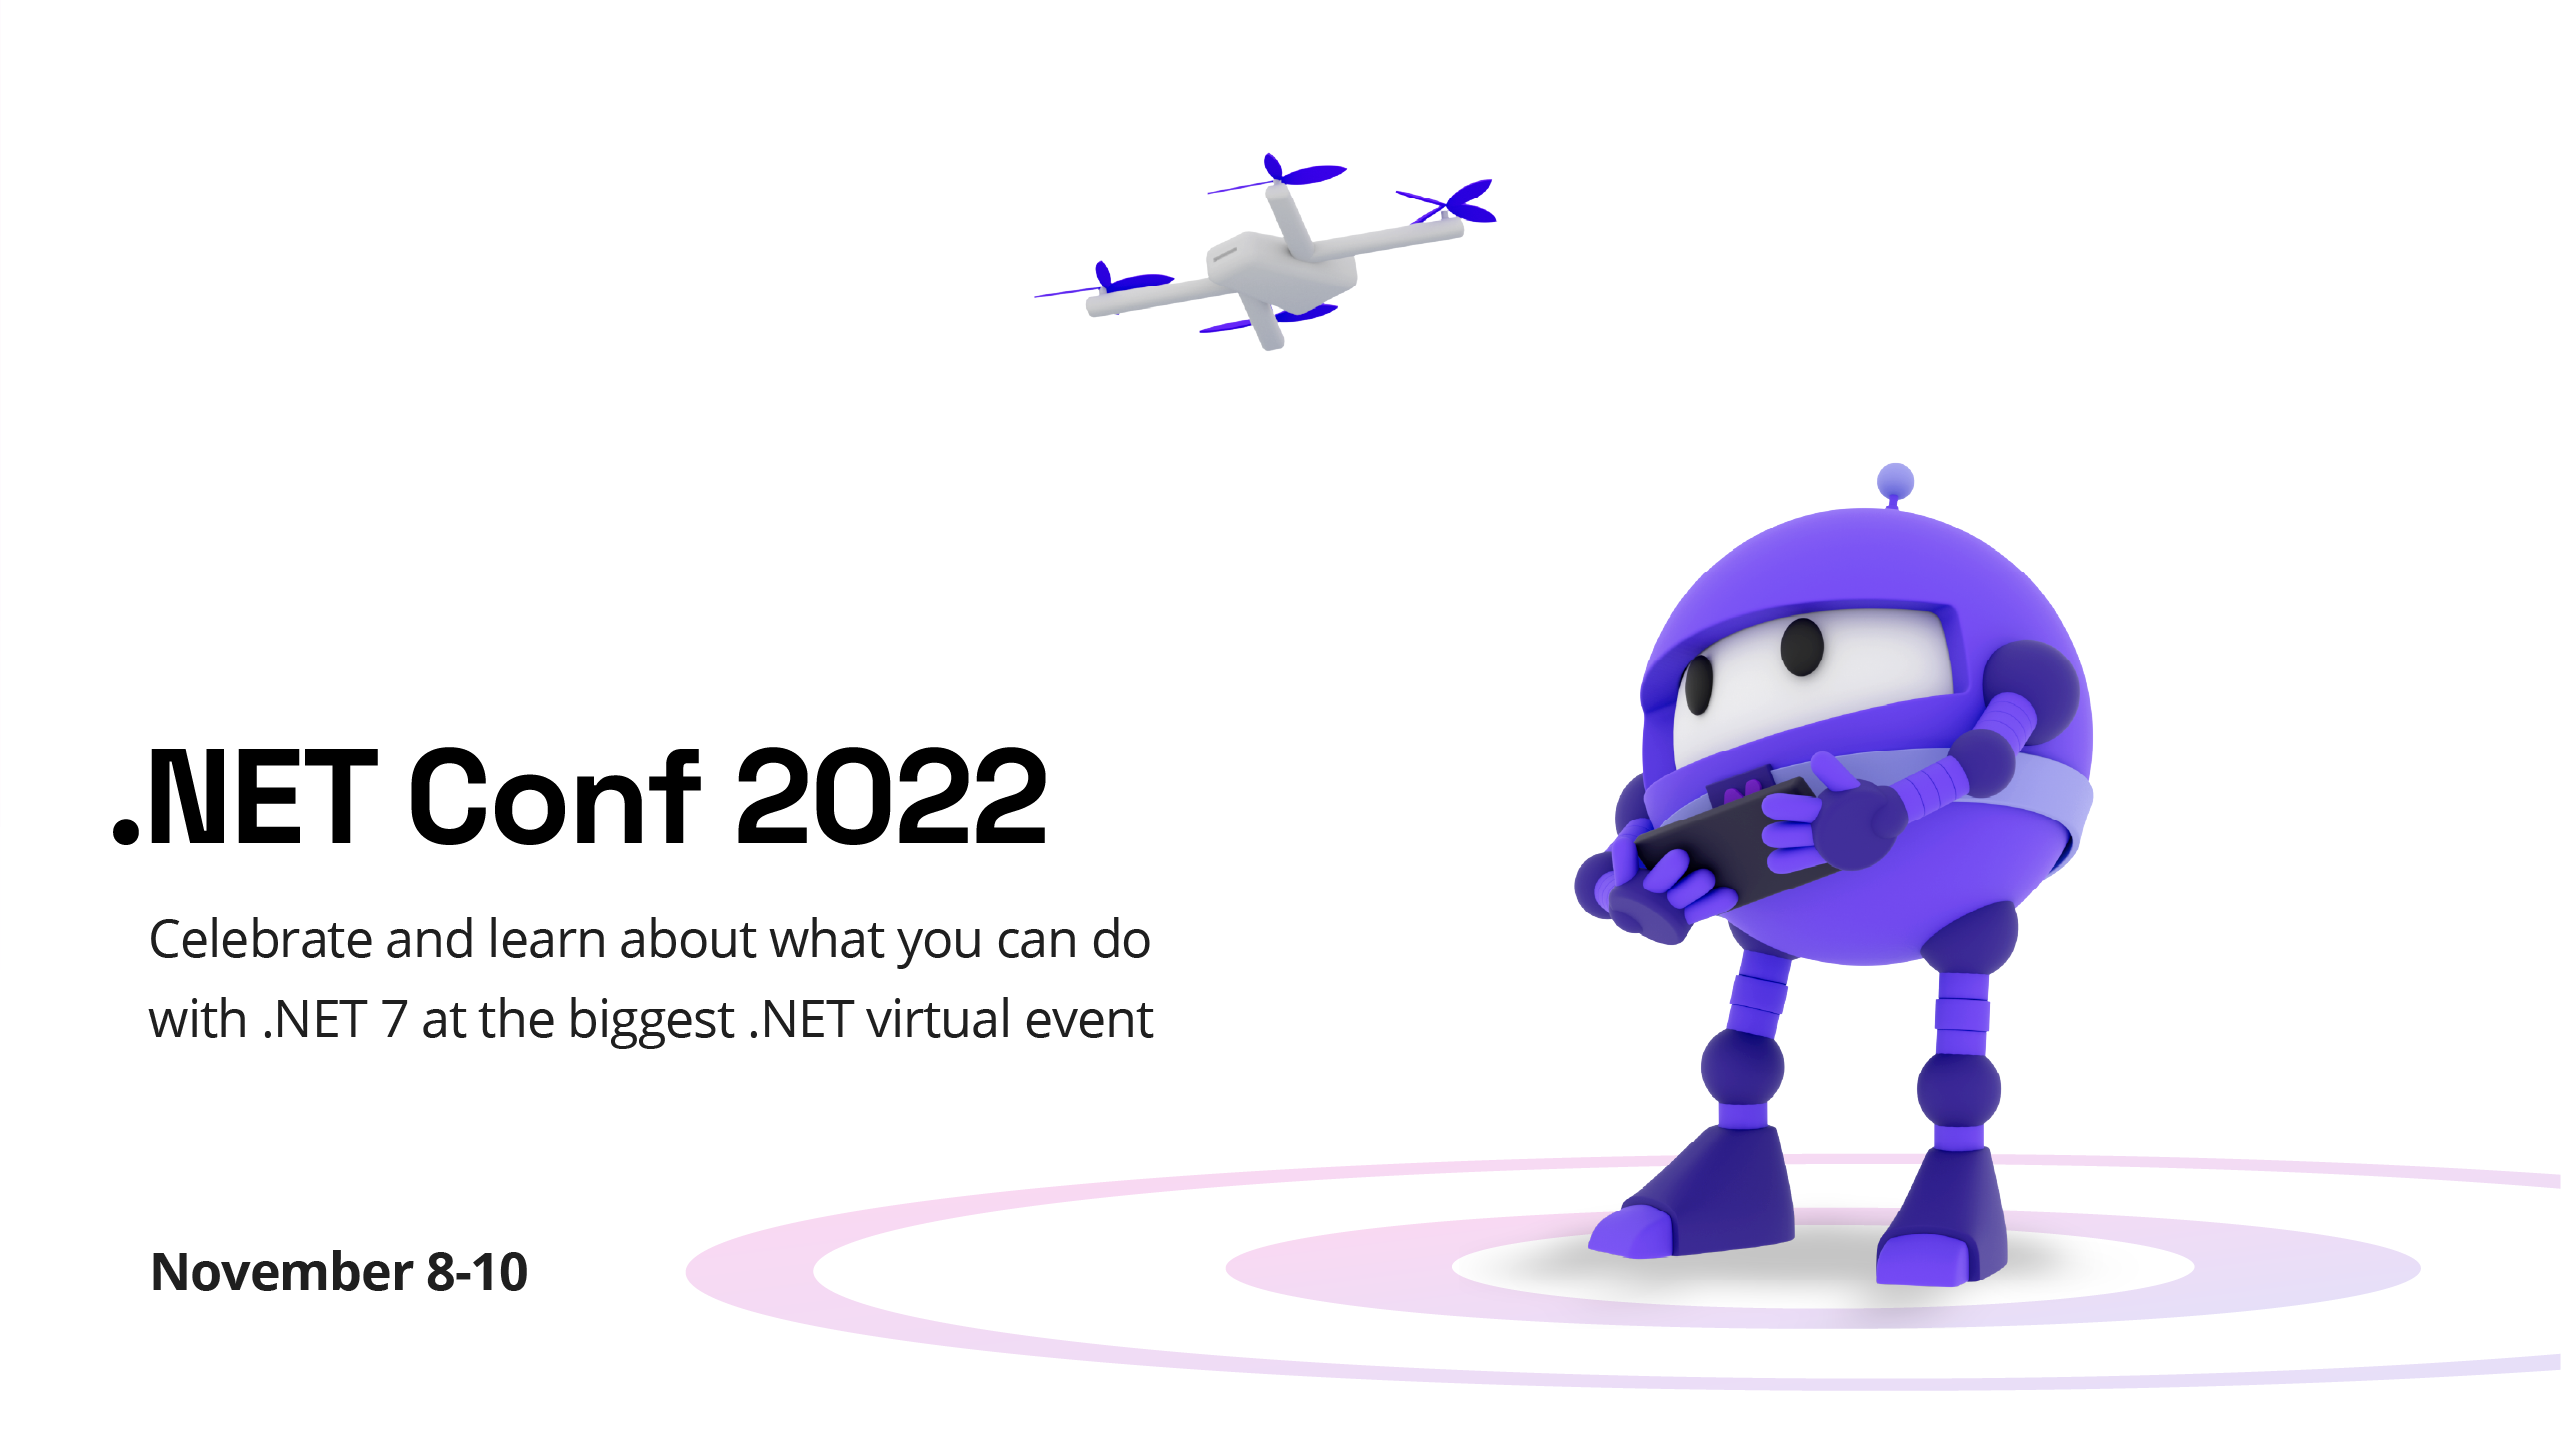 .NET Conf 2022
Celebrate and learn about what you can do
with .NET 7 at the biggest .NET virtual event
November 8-10